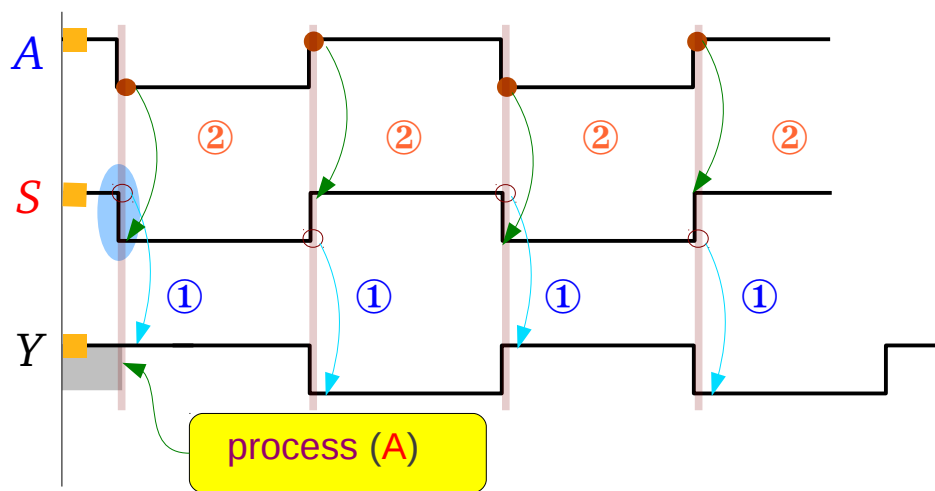 A
② ② ② ②
S
① ① ① ①
Y
process (A)